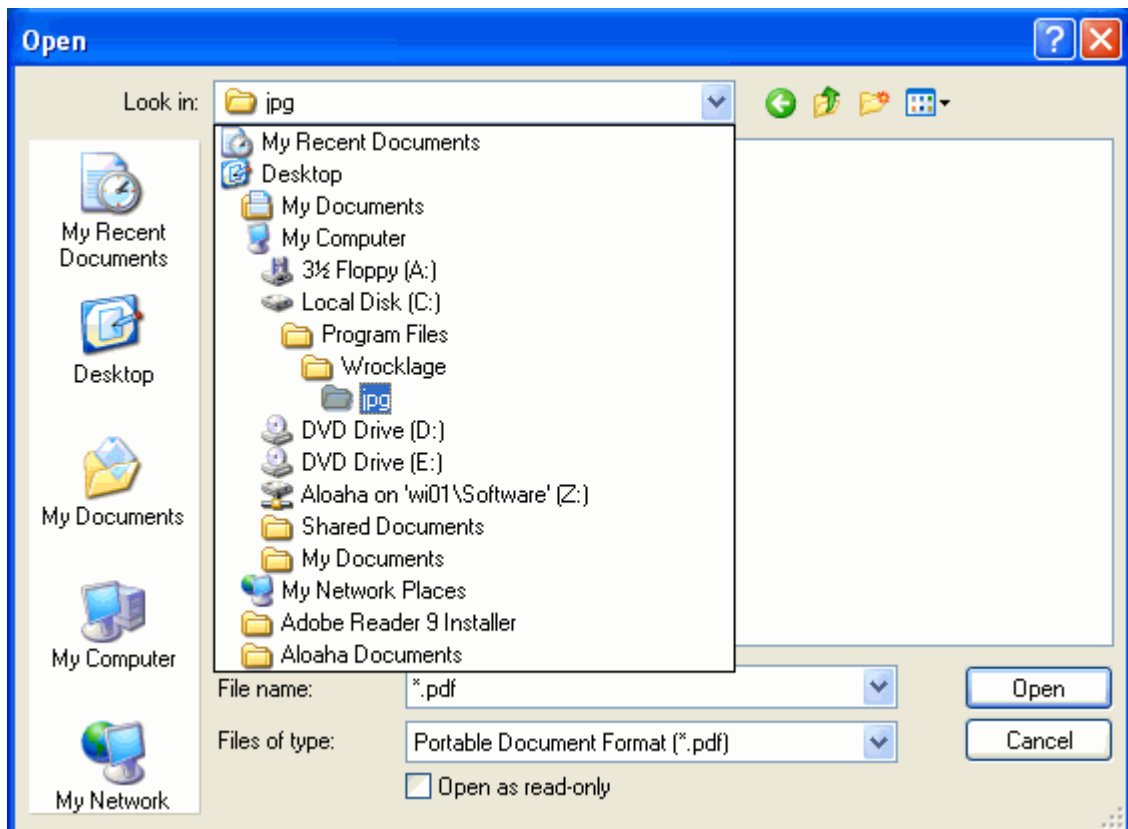 Open
Look in:
jpg
My Recent Documents
Desktop
My Documents
My Computer
3½ Floppy (A:)
Local Disk (C:)
Program Files
Wrocklage
jpg
DVD Drive (D:)
DVD Drive (E:)
Aloaha on 'wi01\Software' (Z:)
Shared Documents
My Documents
My Network Places
Adobe Reader 9 Installer
Aloaha Documents
My Recent
Documents
Desktop
My Documents
My Computer
My Network
File name:
*.pdf
Open
Files of type:
Portable Document Format (*.pdf)
Cancel
Open as read-only